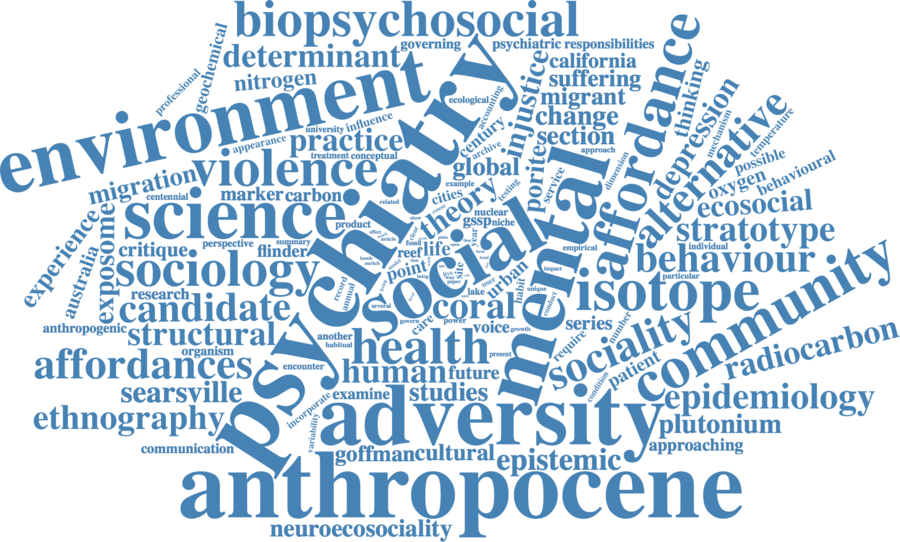 biopsychosocial
determinant
governing
psychiatric responsibilities
geochemical
professional
nitrogen
california
suffering
migrant
change
section
approach
injustice
ecological
accounting
century
archive
environment
appearance
university
influence
practice
treatment
conceptual
psychiatry
affordance
thinking
depression
mechanism
alternative
temperature
possible
behavioural
oxygen
dimension
service
porites
testing
global
example
cities
violence
migration
centennial
marker
carbon
related
theory
nuclear
gssp
niche
ecosocial
stratotype
individual
behaviour
particular
mental
empirical
impact
unique
conduct
science
product
experience
exposome
australia
critique
perspective
summary
flinder
reef
life
fossil
social
urban
habit
user
site
lake
point
sociology
record
annual
research
candidate
several
coral
care
power
voice
growth
isotope
community
series
number
require
sociality
anthropogenic
structural
organism
another
habitual
encounter
health
present
human
future
radiocarbon
patient
condition
affordances
searsville
incorporate
examine
studies
adversity
epidemiology
ethnography
variability
plutonium
approaching
communication
goffman
cultural
epistemic
anthropocene
neuroecosociality